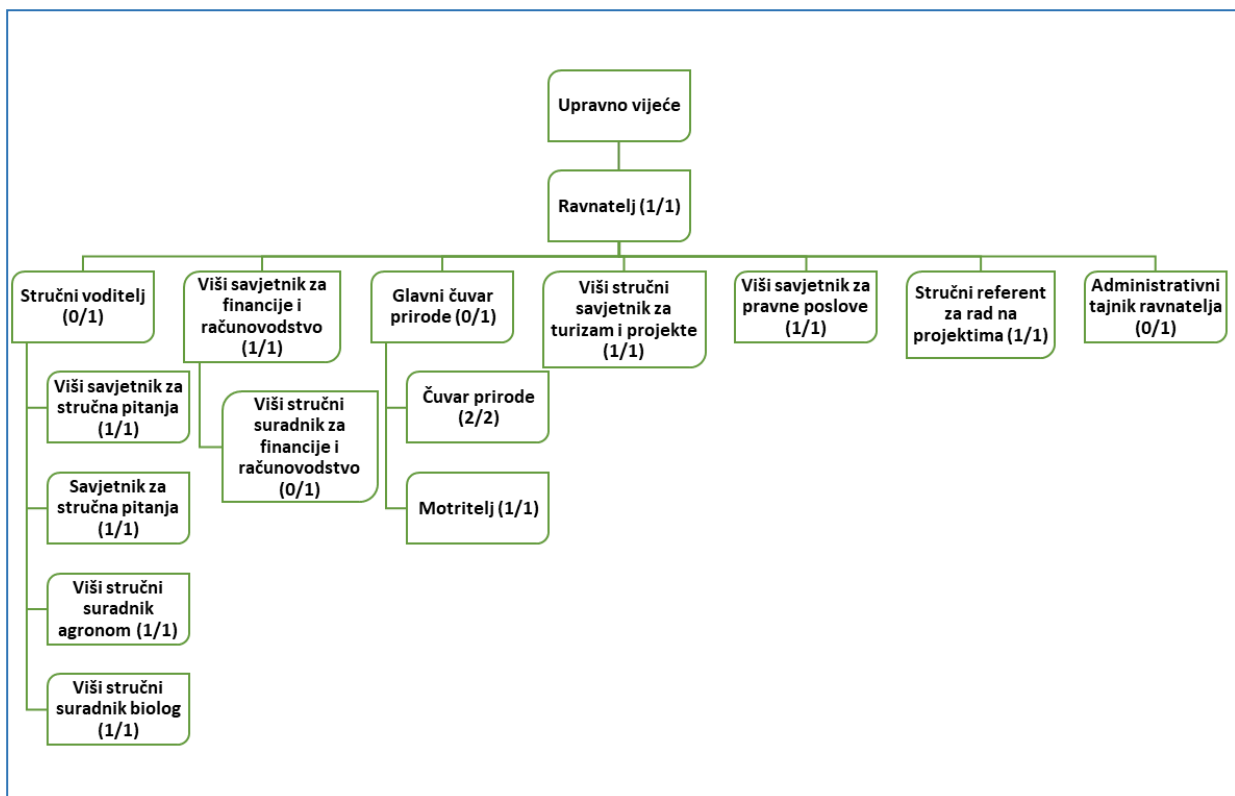 Upravno vijeće
Ravnatelj (1/1)
Stručni voditelj
(0/1)
Viši savjetnik za
financije i
računovodstvo
(1/1)
Glavni čuvar
prirode (0/1)
Viši stručni
savjetnik za
turizam i projekte
(1/1)
Viši savjetnik za
pravne poslove
(1/1)
Stručni referent
za rad na
projektima (1/1)
Administrativni
tajnik ravnatelja
(0/1)
Viši savjetnik za
stručna pitanja
(1/1)
Savjetnik za
stručna pitanja
(1/1)
Viši stručni
suradnik
agronom (1/1)
Viši stručni
suradnik biolog
(1/1)
Viši stručni
suradnik za
financije i
računovodstvo
(0/1)
Čuvar prirode
(2/2)
Motritelj (1/1)